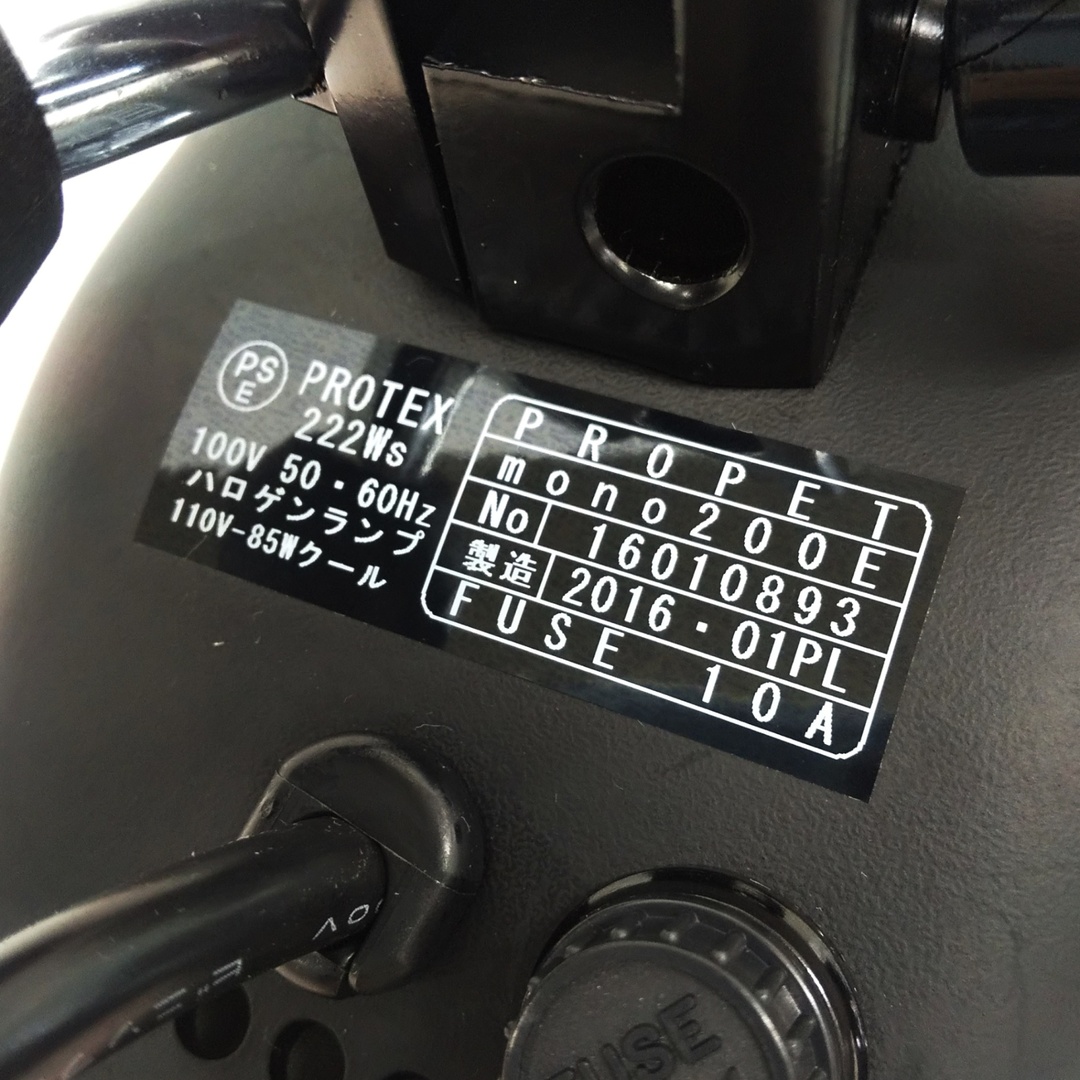 PSE
PROTEX
222Ws
100V 50・60Hz
ハロゲンランプ
110V-85Wクール
PROPET
mono200E
No 16010893
製造 2016・01PL
FUSE 10A
FUSE